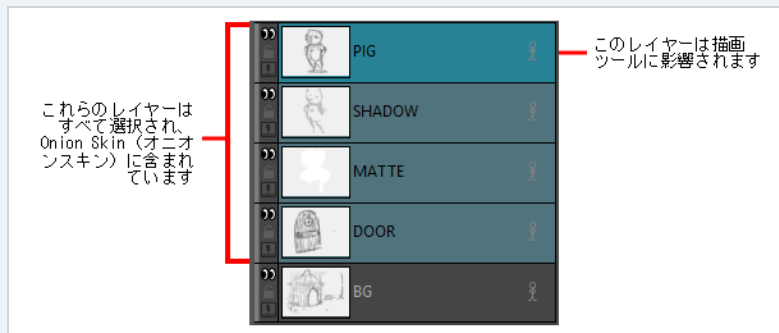 これらのレイヤーは
すべて選択され、
Onion Skin（オニオ
ンスキン）に含まれ
ています
PIG
SHADOW
MATTE
DOOR
BG
このレイヤーは描画
ツールに影響されます